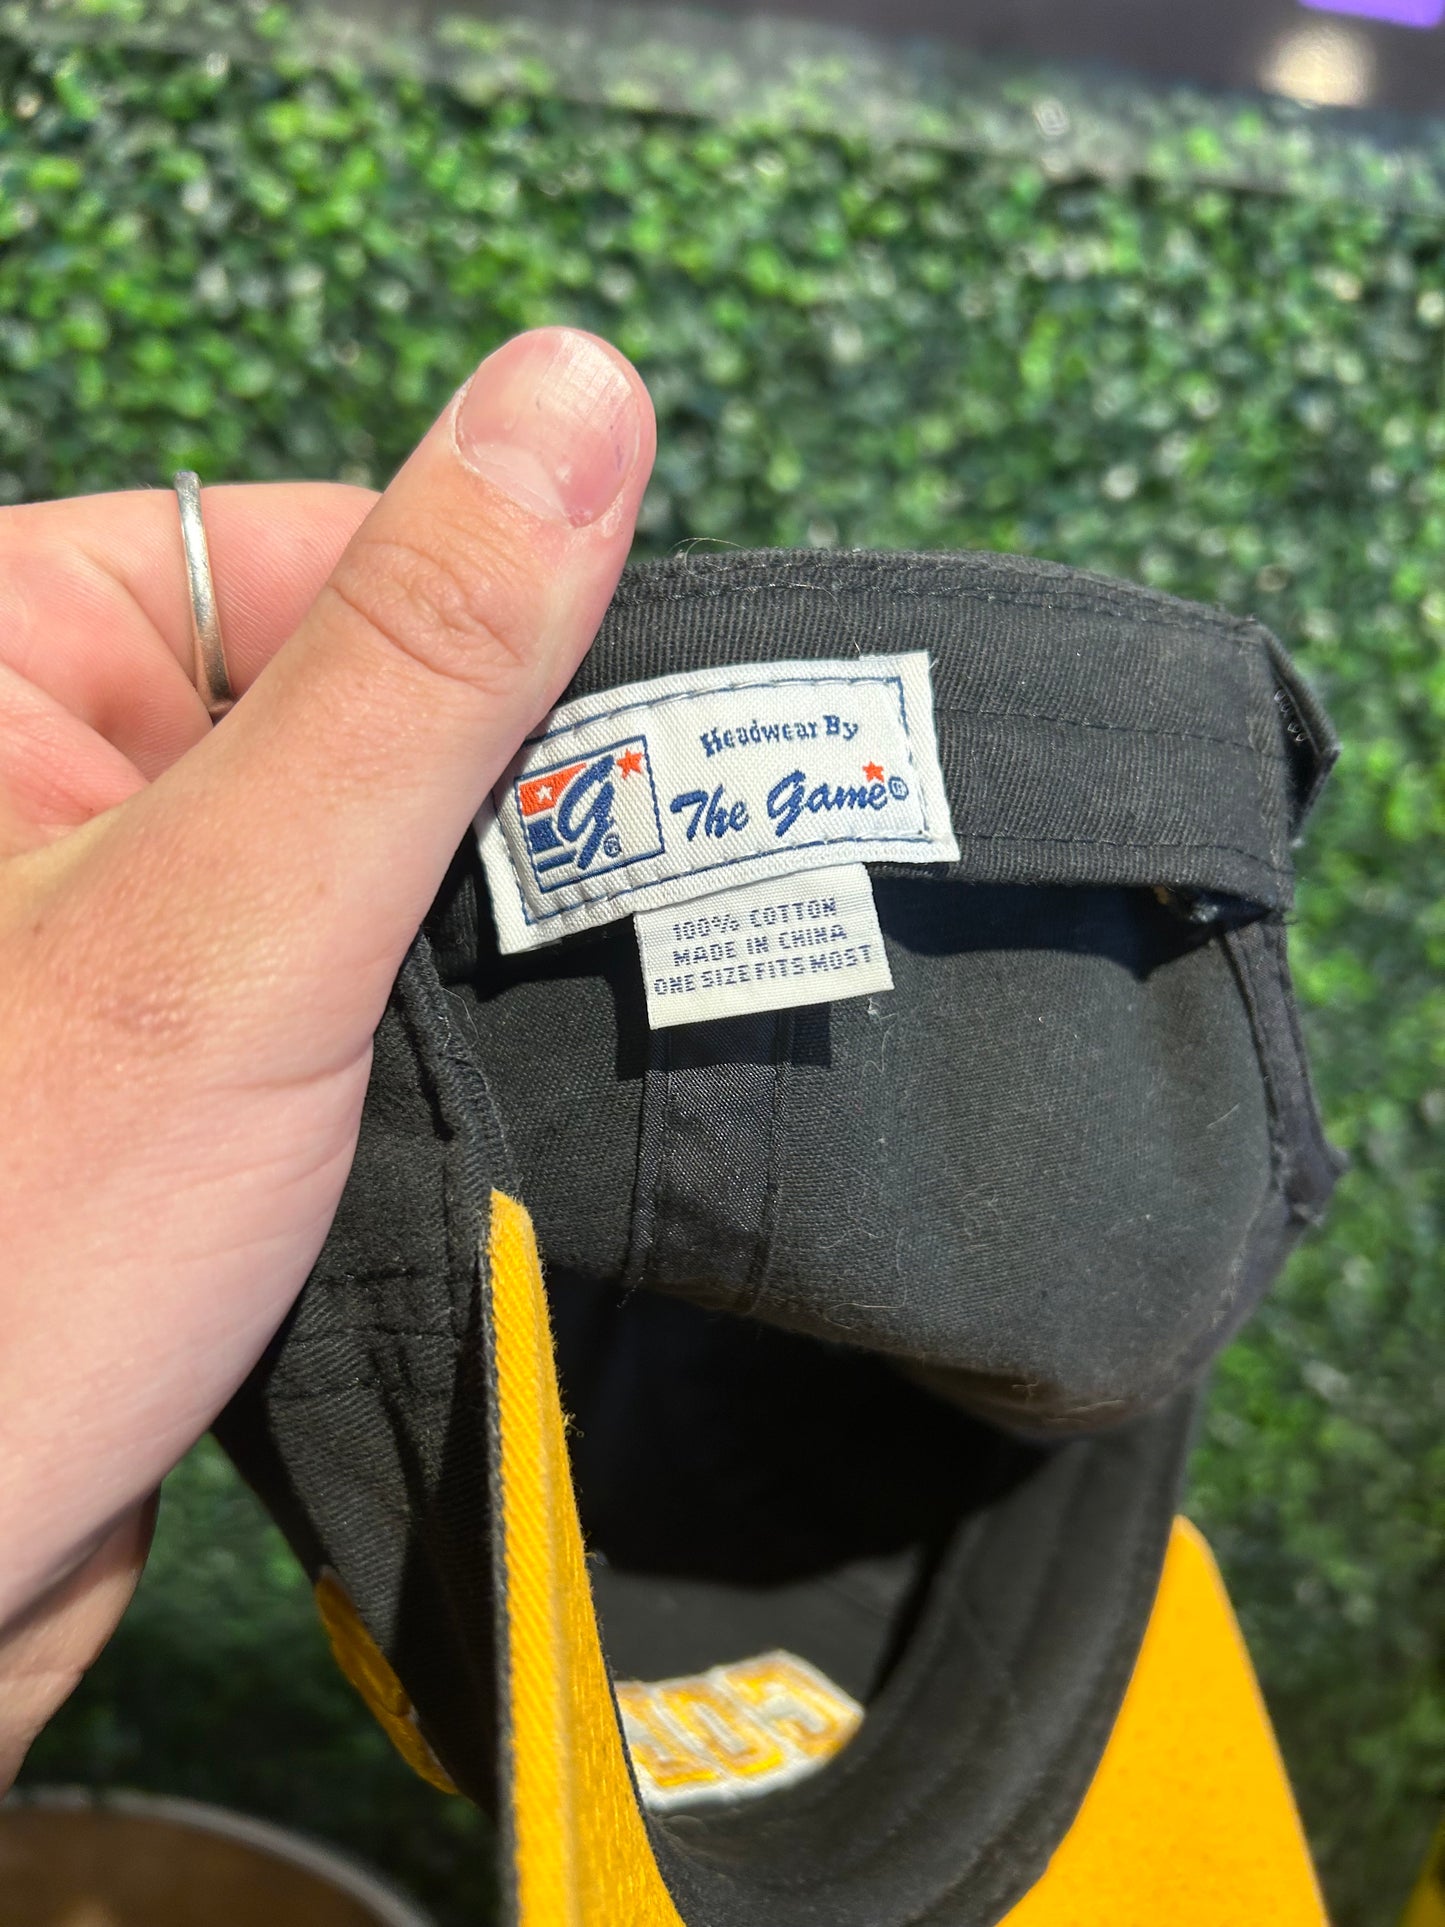 Headwear By
The Game®
G®
100% COTTON
MADE IN CHINA
ONE SIZE FITS MOST